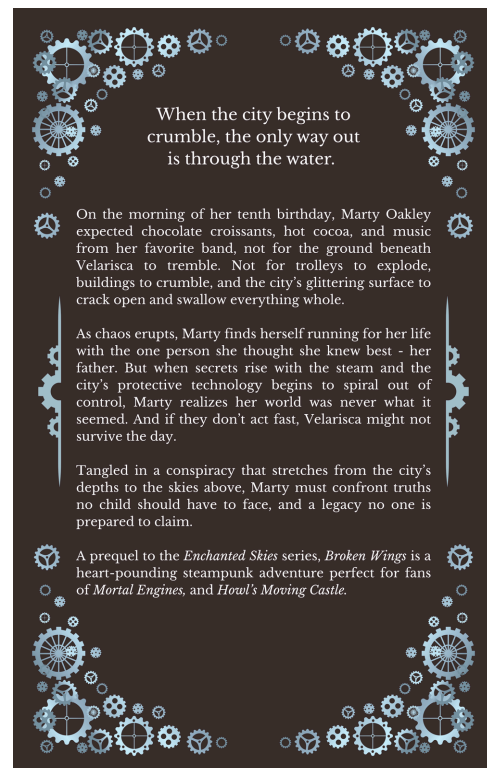 When the city begins to
crumble, the only way out
is through the water.
On the morning of her tenth birthday, Marty Oakley
expected chocolate croissants, hot cocoa, and music
from her favorite band, not for the ground beneath
Velarisca to tremble. Not for trolleys to explode,
buildings to crumble, and the city’s glittering surface to
crack open and swallow everything whole.
As chaos erupts, Marty finds herself running for her life
with the one person she thought she knew best - her
father. But when secrets rise with the steam and the
city’s protective technology begins to spiral out of
control, Marty realizes her world was never what it
seemed. And if they don’t act fast, Velarisca might not
survive the day.
Tangled in a conspiracy that stretches from the city’s
depths to the skies above, Marty must confront truths
no child should have to face, and a legacy no one is
prepared to claim.
A prequel to the Enchanted Skies series, Broken Wings is a
heart-pounding steampunk adventure perfect for fans
of Mortal Engines, and Howl’s Moving Castle.